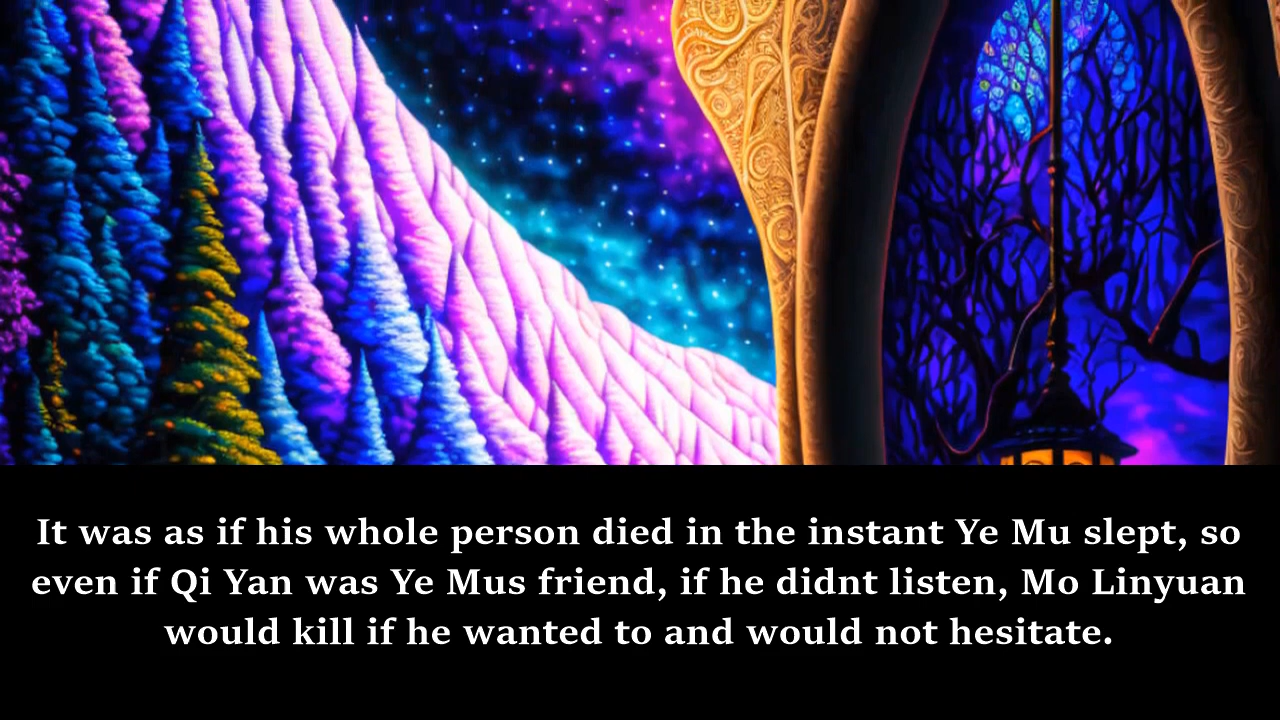 It was as if his whole person died in the instant Ye Mu slept, so
even if Qi Yan was Ye Mus friend, if he didnt listen, Mo Linyuan
would kill if he wanted to and would not hesitate.